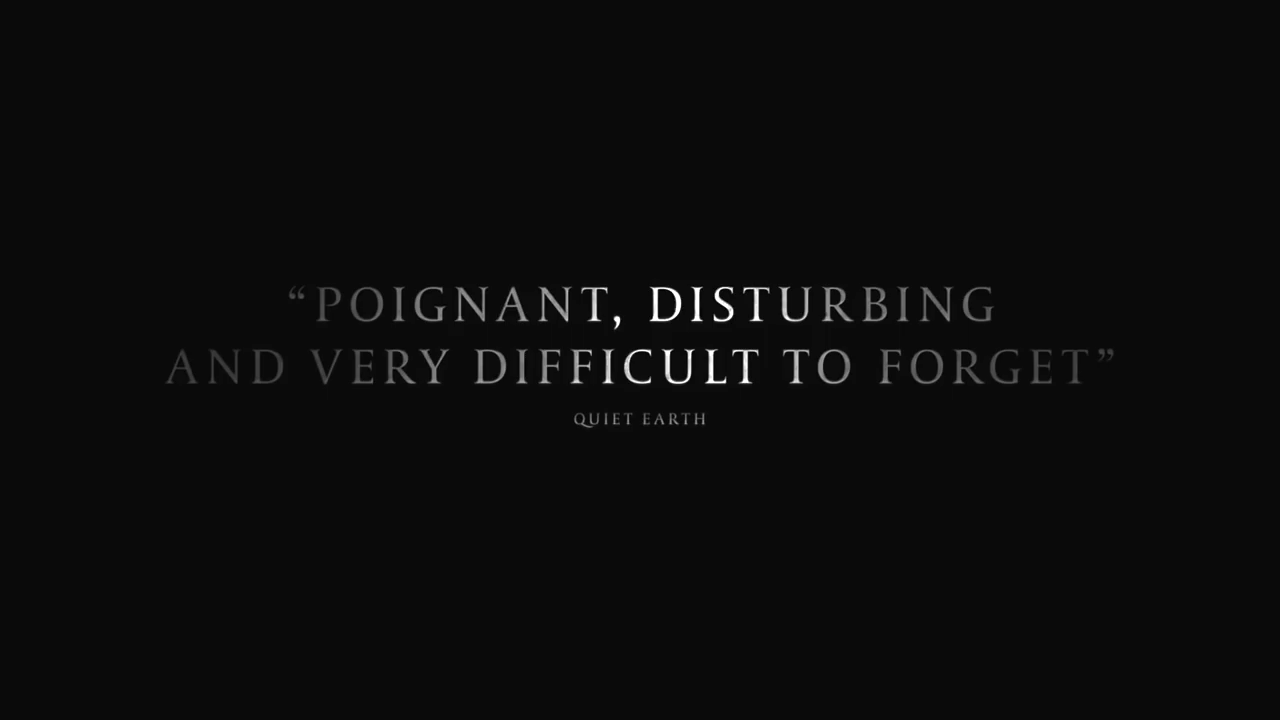 “POIGNANT, DISTURBING
AND VERY DIFFICULT TO FORGET”
QUIET EARTH